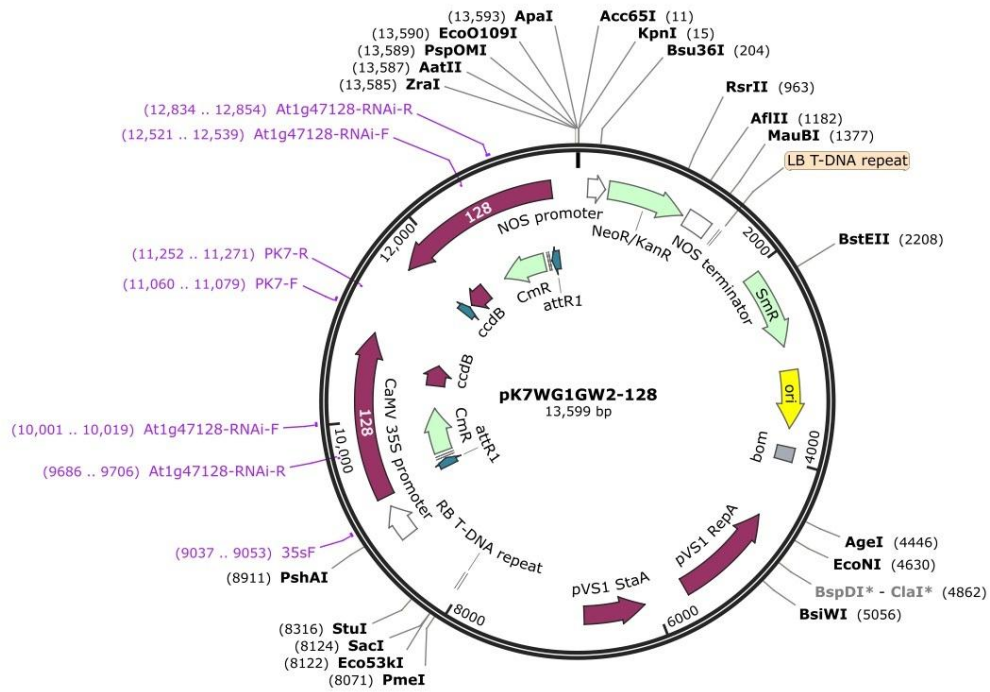 (13,593) ApaI
(13,590) EcoO109I
(13,589) PspOMI
(13,587) AatII
(13,585) ZraI
Acc65I (11)
KpnI (15)
Bsu36I (204)
RsrII (963)
AflII (1182)
MauBI (1377)
LB T-DNA repeat
BstEII (2208)
(12,834 .. 12,854) At1g47128-RNAi-R
(12,521 .. 12,539) At1g47128-RNAi-F
(11,252 .. 11,271) PK7-R
(11,060 .. 11,079) PK7-F
(10,001 .. 10,019) At1g47128-RNAi-F
(9686 .. 9706) At1g47128-RNAi-R
(9037 .. 9053) 35sF
(8911) PshAI
(8316) StuI
(8124) SacI
(8122) Eco53kI
(8071) PmeI
AgeI (4446)
EcoNI (4630)
BspDI* - ClaI* (4862)
BsiWI (5056)
2000
4000
6000
8000
10,000
12,000
128
NOS promoter
NeoR/KanR
NOS terminator
SmR
ori
bom
pVS1 RepA
pVS1 StaA
RB T-DNA repeat
CaMV 35S promoter
128
attR1
CmR
ccdB
ccdB
CmR
attR1
pK7WG1GW2-128
13,599 bp